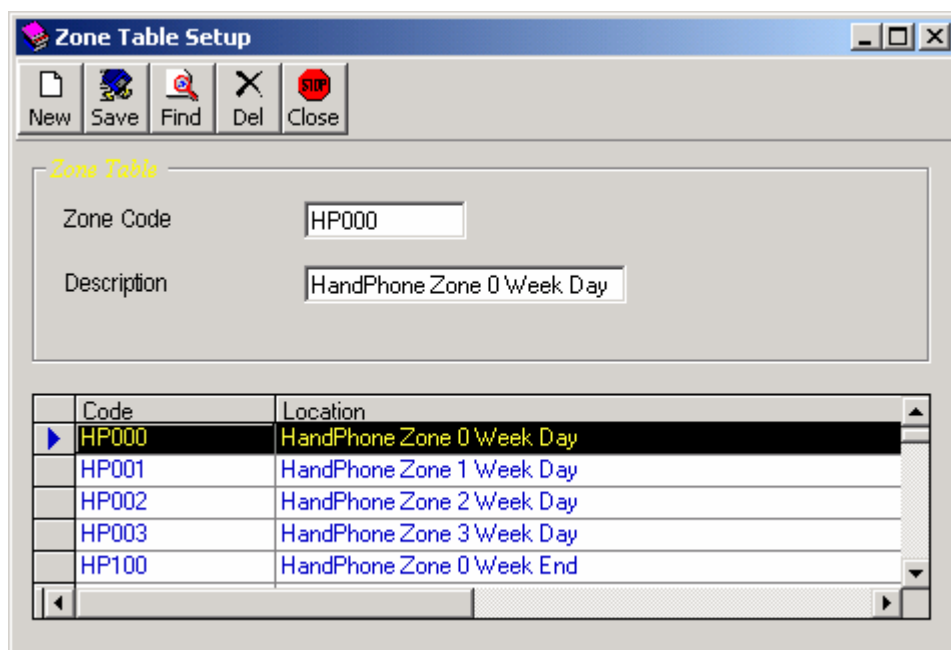 Zone Table Setup
New Save Find Del Close
Zone Table
Zone Code HP000
Description HandPhone Zone 0 Week Day
Code Location
HP000 HandPhone Zone 0 Week Day
HP001 HandPhone Zone 1 Week Day
HP002 HandPhone Zone 2 Week Day
HP003 HandPhone Zone 3 Week Day
HP100 HandPhone Zone 0 Week End